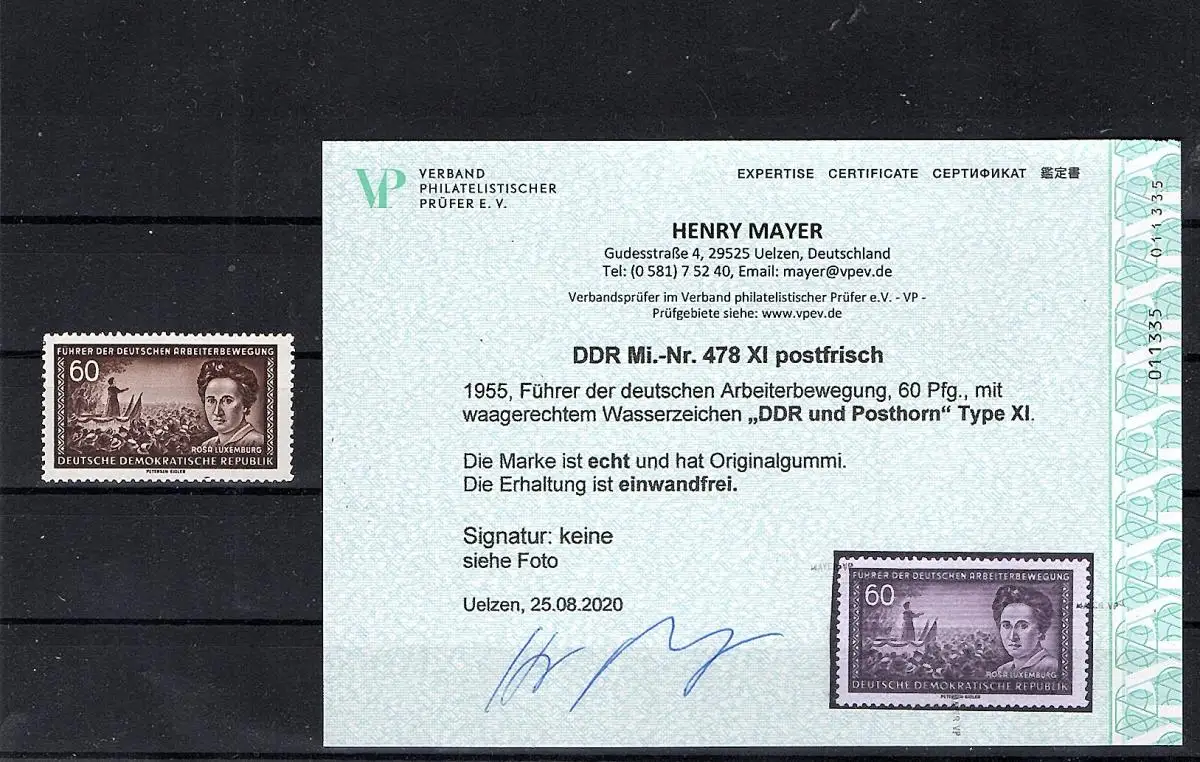 FÜHRER DER DEUTSCHEN ARBEITERBEWEGUNG
60
ROSA LUXEMBURG
DEUTSCHE DEMOKRATISCHE REPUBLIK
PETERSEN EIGLER
VP
VERBAND
PHILATELISTISCHER
PRÜFER E. V.
EXPERTISE CERTIFICATE СЕРТИФИКАТ 鑑定書
HENRY MAYER
Gudesstraße 4, 29525 Uelzen, Deutschland
Tel: (0 581) 7 52 40, Email: mayer@vpev.de
Verbandsprüfer im Verband philatelistischer Prüfer e.V. - VP -
Prüfgebiete siehe: www.vpev.de
DDR Mi.-Nr. 478 XI postfrisch
1955, Führer der deutschen Arbeiterbewegung, 60 Pfg., mit
waagerechtem Wasserzeichen „DDR und Posthorn“ Type XI.
Die Marke ist echt und hat Originalgummi.
Die Erhaltung ist einwandfrei.
Signatur: keine
siehe Foto
Uelzen, 25.08.2020
FÜHRER DER DEUTSCHEN ARBEITERBEWEGUNG
60
ROSA LUXEMBURG
DEUTSCHE DEMOKRATISCHE REPUBLIK
PETERSEN EIGLER
011335 011335